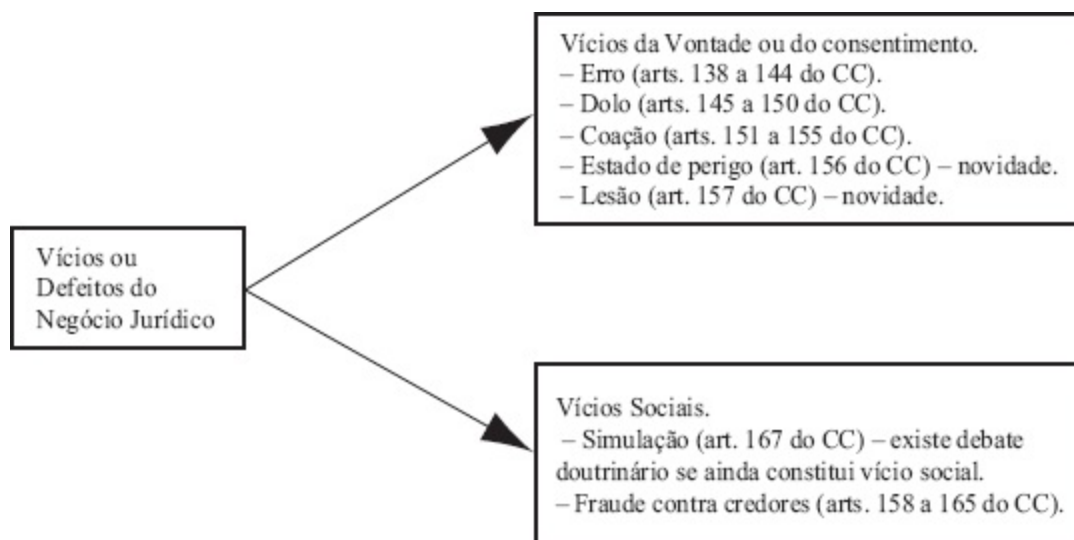 Vícios ou
Defeitos do
Negócio Jurídico
Vícios da Vontade ou do consentimento.
– Erro (arts. 138 a 144 do CC).
– Dolo (arts. 145 a 150 do CC).
– Coação (arts. 151 a 155 do CC).
– Estado de perigo (art. 156 do CC) – novidade.
– Lesão (art. 157 do CC) – novidade.
Vícios Sociais.
– Simulação (art. 167 do CC) – existe debate
doutrinário se ainda constitui vício social.
– Fraude contra credores (arts. 158 a 165 do CC).